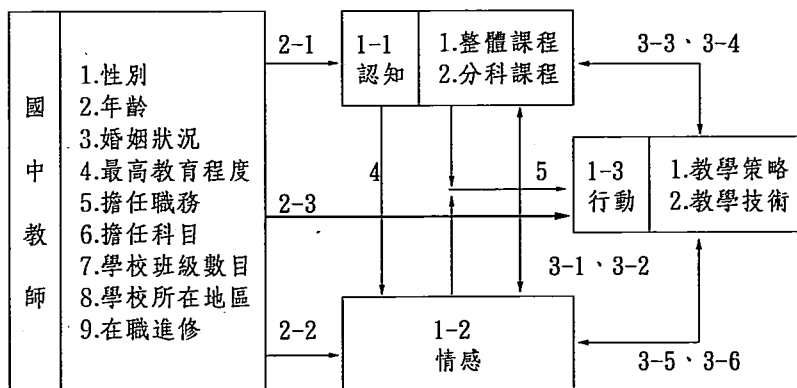 國中教師
1.性別
2.年齡
3.婚姻狀況
4.最高教育程度
5.擔任職務
6.擔任科目
7.學校班級數目
8.學校所在地區
9.在職進修
2-1
2-3
2-2
1-1
認知
1.整體課程
2.分科課程
3-3、3-4
4
5
1-3
行動
1.教學策略
2.教學技術
3-1、3-2
1-2
情感
3-5、3-6